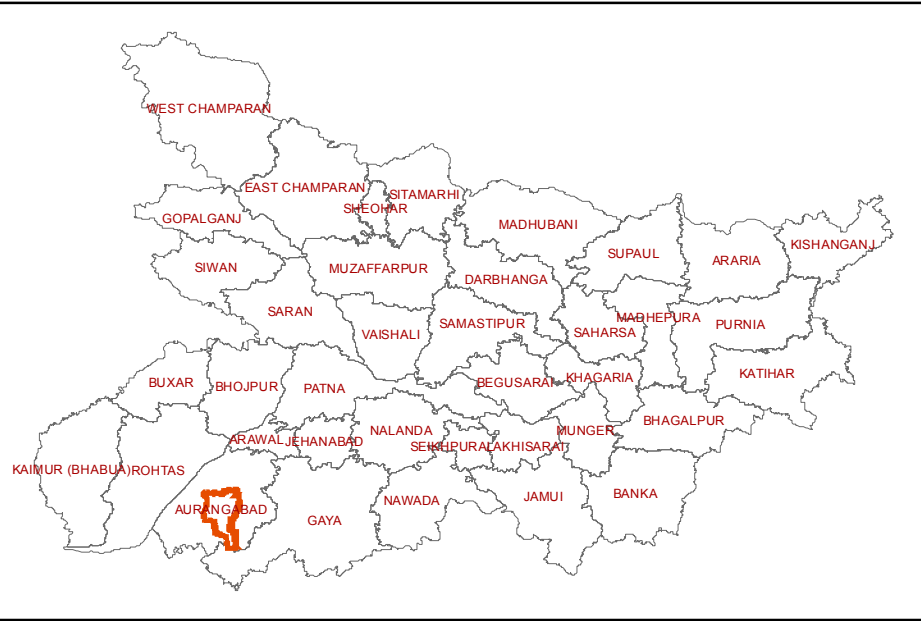 WEST CHAMPARAN
EAST CHAMPARAN
SITAMARHI
SHEOHAR
GOPALGANJ
MADHUBANI
KISHANGANJ
SUPAUL
ARARIA
SIWAN
MUZAFFARPUR
DARBHANGA
SARAN
MADHEPURA
SAMASTIPUR
PURNIA
VAISHALI
SAHARSA
KATIHAR
KHAGARIA
BUXAR
BHOJPUR
PATNA
BEGUSARAI
BHAGALPUR
NALANDA
MUNGER
ARAWAL
JEHANABAD
SEIKHPURA
LAKHISARAI
KAIMUR (BHABUA)
ROHTAS
BANKA
JAMUI
NAWADA
AURANGABAD
GAYA